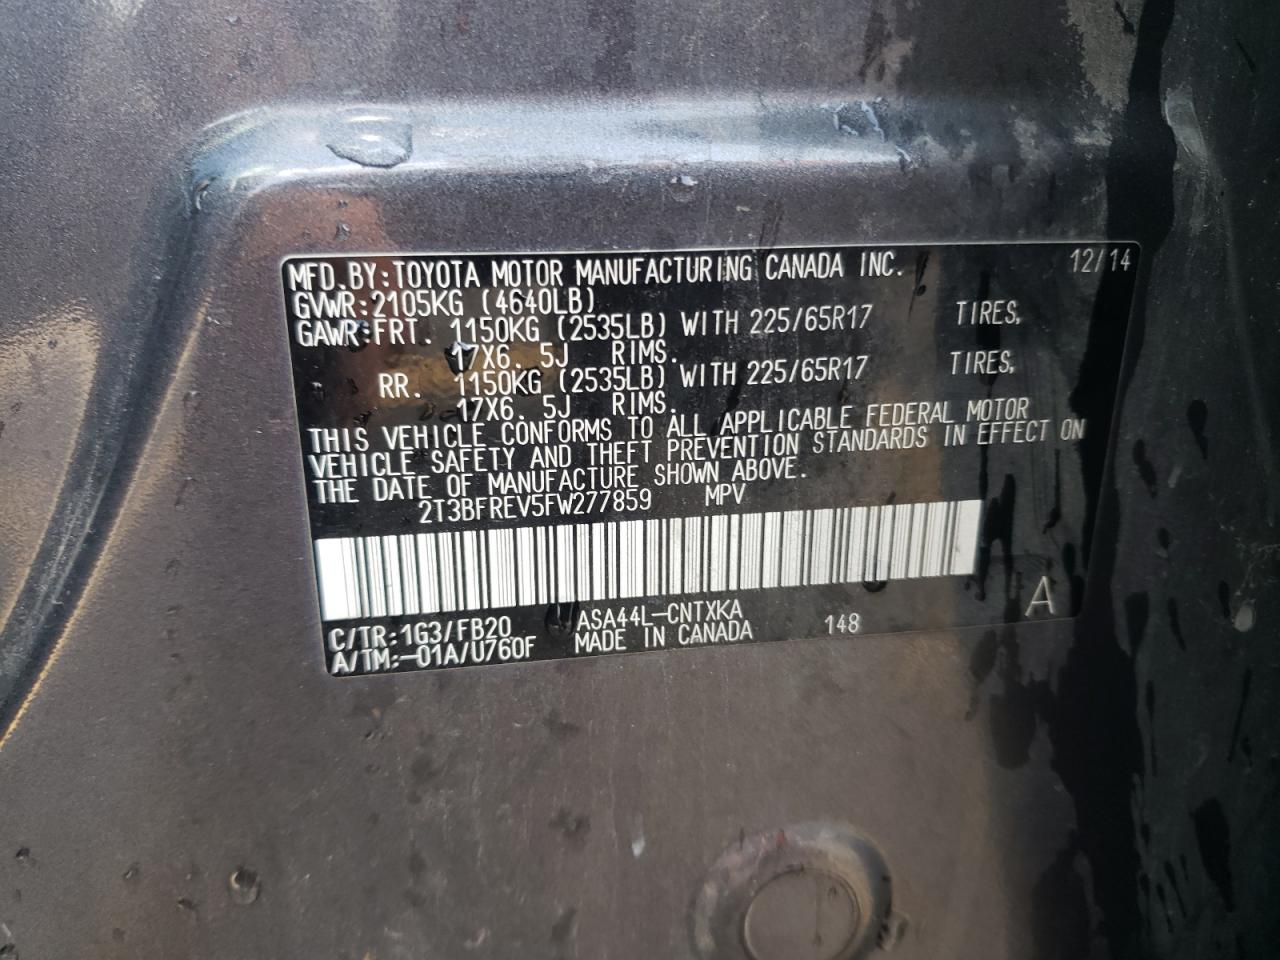 MFD.BY:TOYOTA MOTOR MANUFACTURING CANADA INC. 12/14
GVWR:2105KG (4640LB)
GAWR:FRT. 1150KG (2535LB) WITH 225/65R17 TIRES,
17X6. 5J RIMS.
RR. 1150KG (2535LB) WITH 225/65R17 TIRES,
17X6. 5J RIMS.
THIS VEHICLE CONFORMS TO ALL APPLICABLE FEDERAL MOTOR
VEHICLE SAFETY AND THEFT PREVENTION STANDARDS IN EFFECT ON
THE DATE OF MANUFACTURE SHOWN ABOVE.
2T3BFREV5FW277859 MPV
C/TR:1G3/FB20 ASA44L-CNTXKA 148 A
A/TM:-01A/U760F MADE IN CANADA